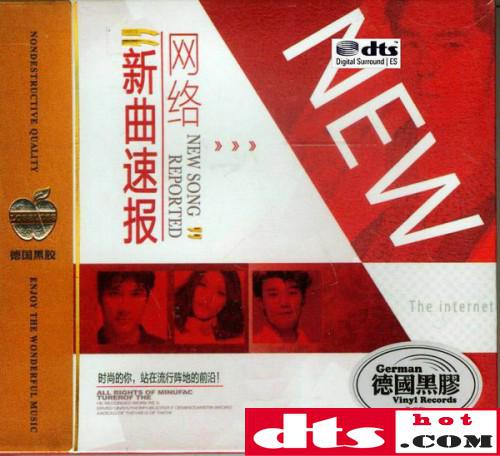 NONDESTRUCTIVE QUALITY
德国黑胶
ENJOY THE WONDERFUL MUSIC
网络
新曲速报
NEW SONG
REPORTED
dts
Digital Surround | ES
NEW
The internet
时尚的你，站在流行阵地的前沿！
ALL RIGHTS OF MINUFAC
TUREROF THE
German
德國黑膠
Vinyl Records
dts
hot
.com